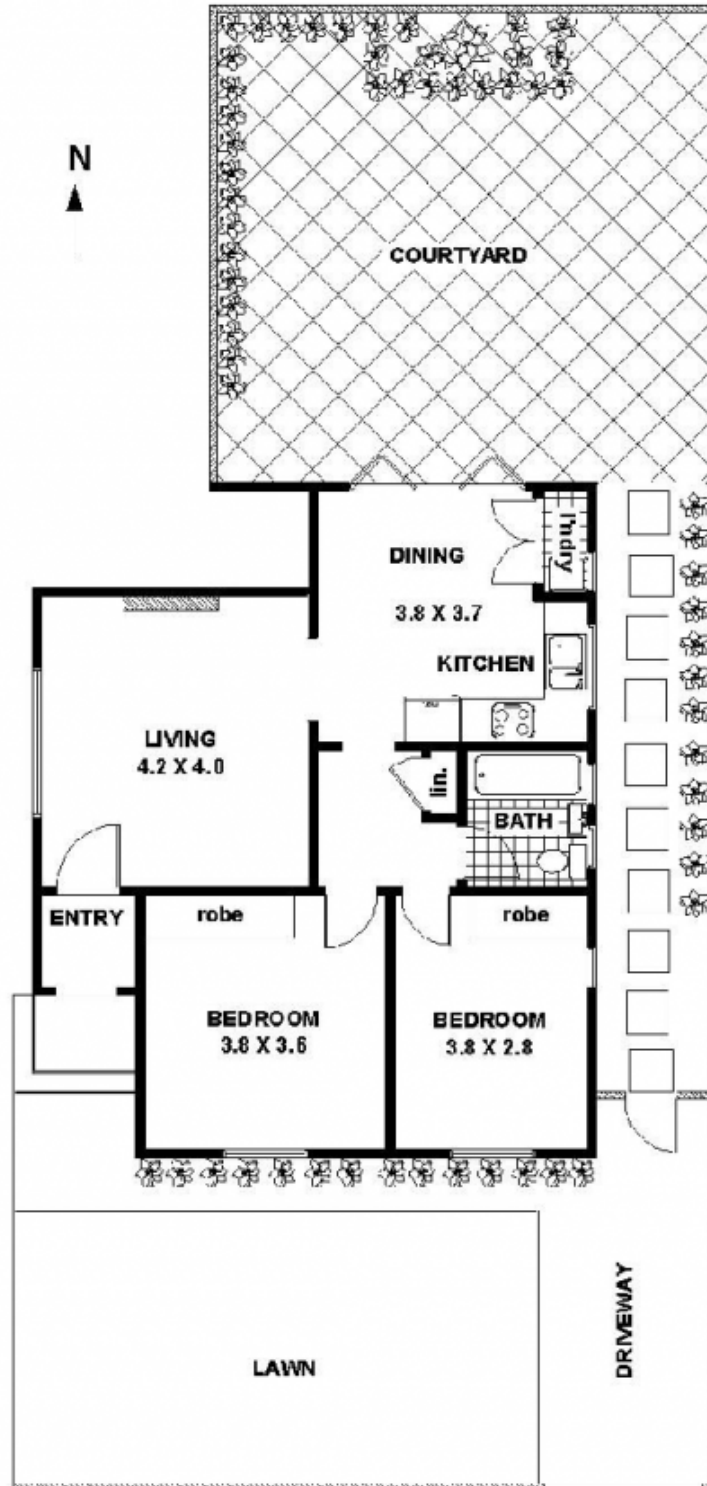 N
COURTYARD
DINING
l'ndry
3.8 X 3.7
KITCHEN
LIVING
4.2 X 4.0
lin.
BATH
ENTRY
robe
robe
BEDROOM
3.8 X 3.6
BEDROOM
3.8 X 2.8
DRIVEWAY
LAWN